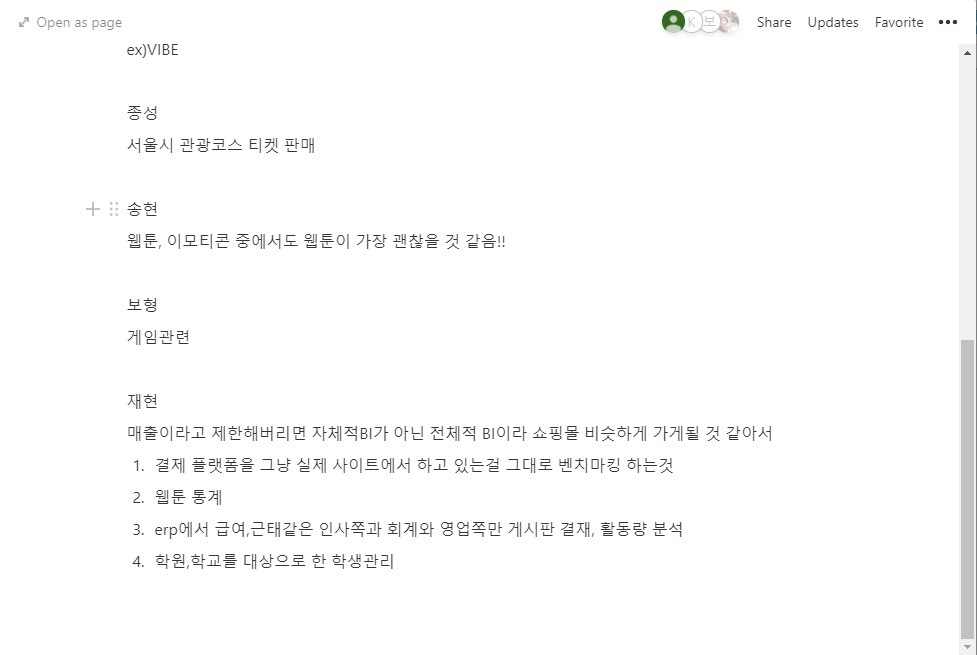 Open as page
K 보
Share Updates Favorite
ex)VIBE
종성
서울시 관광코스 티켓 판매
송현
웹툰, 이모티콘 중에서도 웹툰이 가장 괜찮을 것 같음!!
보형
게임관련
재현
매출이라고 제한해버리면 자체적BI가 아닌 전체적 BI이라 쇼핑몰 비슷하게 가게될 것 같아서
1. 결제 플랫폼을 그냥 실제 사이트에서 하고 있는걸 그대로 벤치마킹 하는것
2. 웹툰 통계
3. erp에서 급여,근태같은 인사쪽과 회계와 영업쪽만 게시판 결재, 활동량 분석
4. 학원,학교를 대상으로 한 학생관리